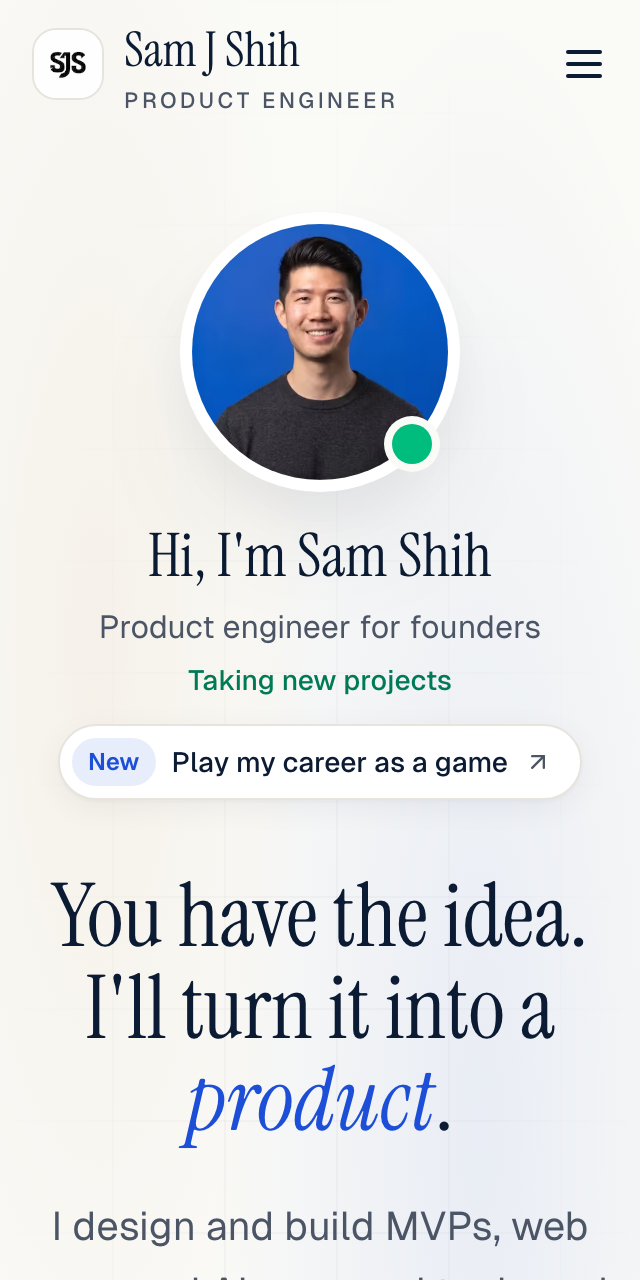 SJS
Sam J Shih
PRODUCT ENGINEER
Hi, I'm Sam Shih
Product engineer for founders
Taking new projects
New Play my career as a game
You have the idea.
I'll turn it into a
product.
I design and build MVPs, web